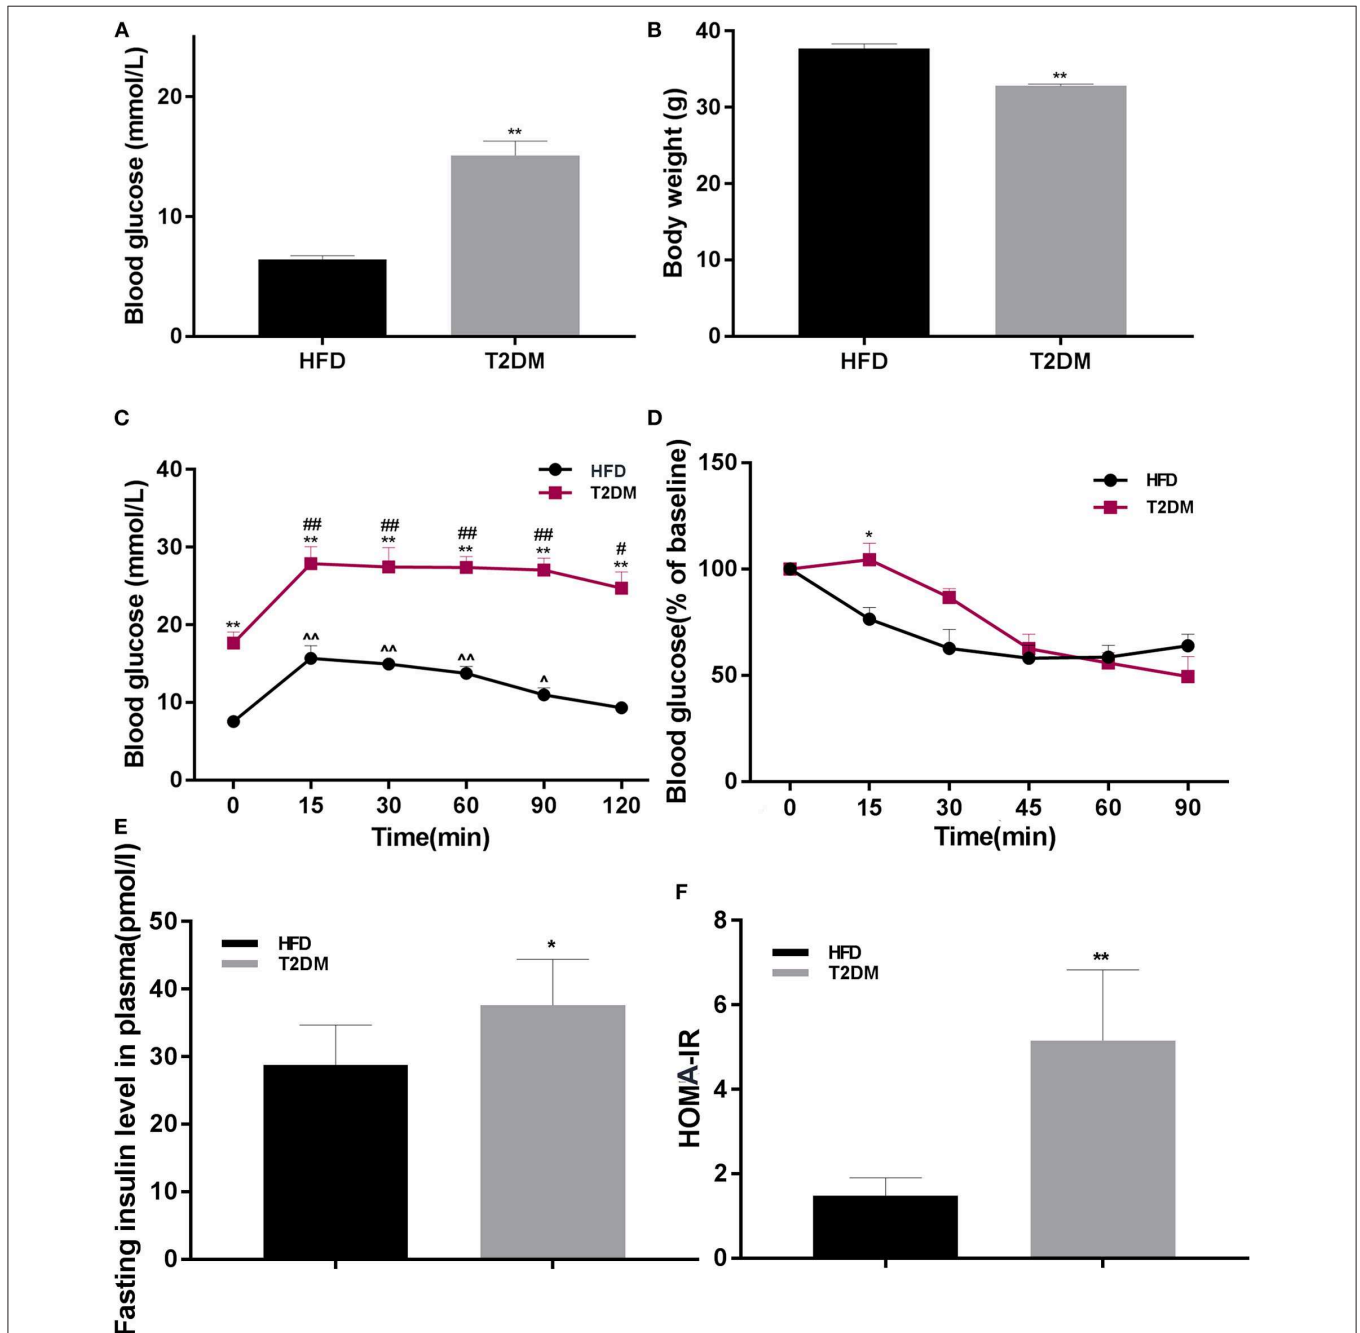 A
Blood glucose (mmol/L)
20
10
0
**
HFD
T2DM
B
Body weight (g)
40
30
20
10
0
**
HFD
T2DM
C
Blood glucose (mmol/L)
40
30
20
10
0
HFD
T2DM
## ## ## ## #
** ** ** ** ** **
^^ ^^ ^^ ^
0 15 30 60 90 120
Time(min)
D
Blood glucose(% of baseline)
150
100
50
0
HFD
T2DM
*
0 15 30 45 60 90
Time(min)
E
Fasting insulin level in plasma(pmol/l)
50
40
30
20
10
0
HFD
T2DM
*
F
HOMA-IR
8
6
4
2
0
HFD
T2DM
**